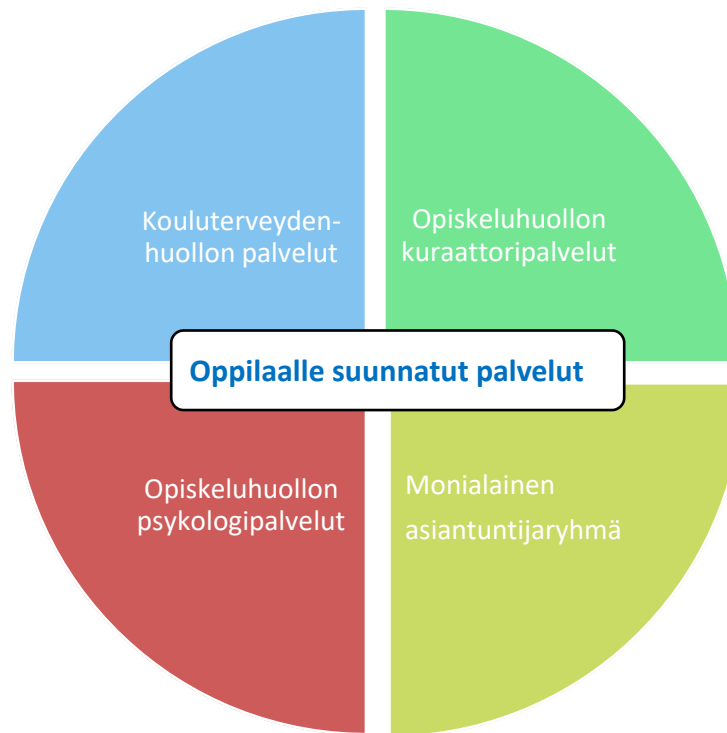 Kouluterveyden-
huollon palvelut
Opiskeluhuollon
kuraattoripalvelut
Oppilaalle suunnatut palvelut
Opiskeluhuollon
psykologipalvelut
Monialainen
asiantuntijaryhmä